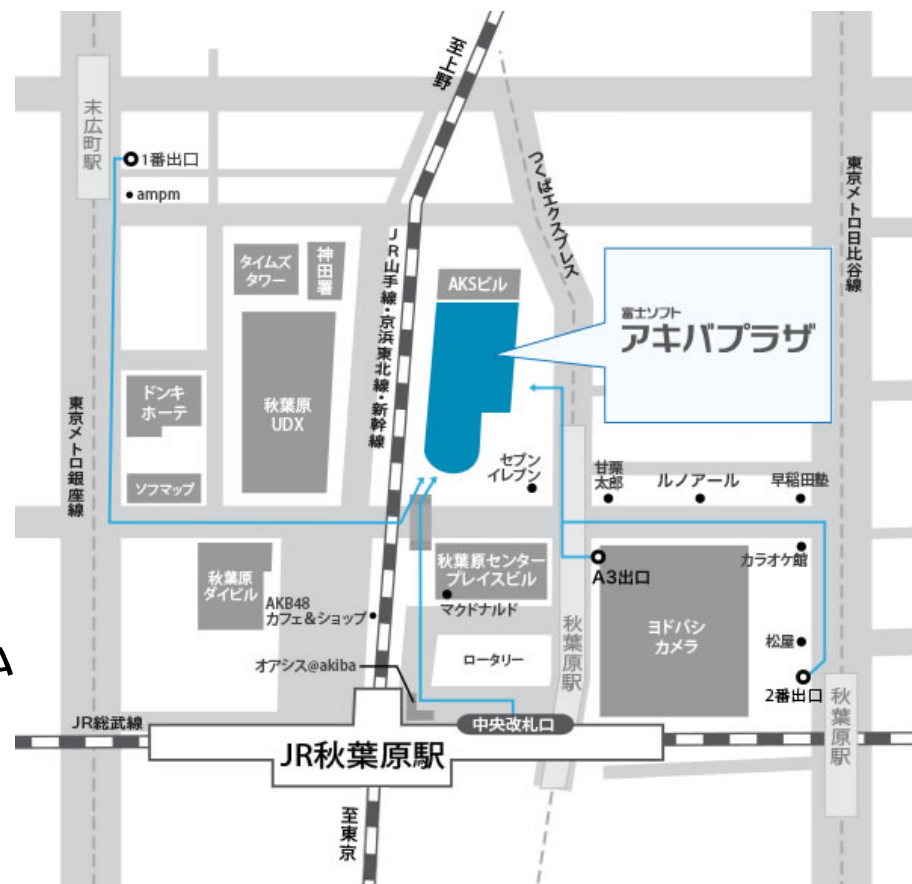 至上野
末広町駅
1番出口
ampm
つくばエクスプレス
東京メトロ日比谷線
タイムズ
タワー
神田署
JR山手線・京浜東北線・新幹線
AKSビル
富士ソフト
アキバプラザ
ドンキ
ホーテ
秋葉原
UDX
東京メトロ銀座線
ソフマップ
セブン
イレブン
甘栗
太郎
ルノアール
早稲田塾
秋葉原
ダイビル
秋葉原センター
プレイスビル
A3出口
カラオケ館
AKB48
カフェ&ショップ
マクドナルド
ヨドバシ
カメラ
秋葉原駅
松屋
ロータリー
オアシス@akiba
2番出口
秋葉原駅
JR総武線
中央改札口
JR秋葉原駅
至東京